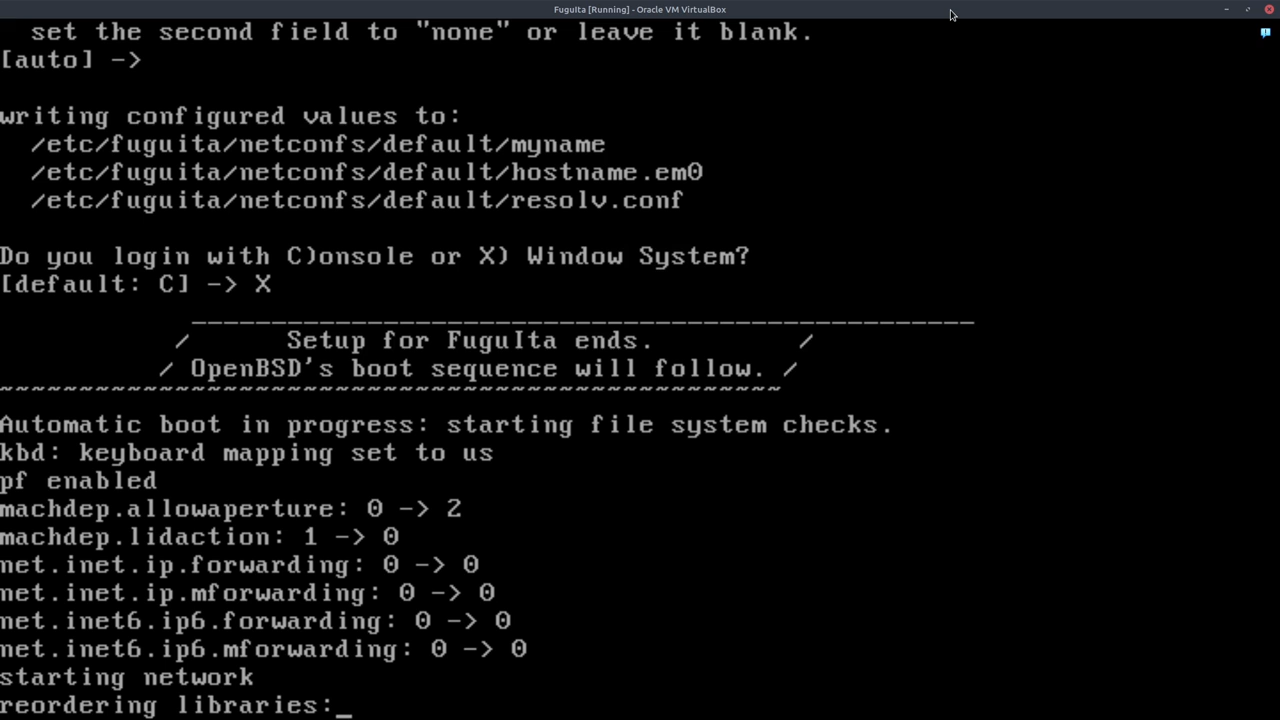 FuguIta [Running] - Oracle VM VirtualBox
set the second field to "none" or leave it blank.
[auto] ->
writing configured values to:
/etc/fuguita/netconfs/default/myname
/etc/fuguita/netconfs/default/hostname.em0
/etc/fuguita/netconfs/default/resolv.conf
Do you login with C)onsole or X) Window System?
[default: C] -> X
_________________________________________________
/ Setup for FuguIta ends. /
/ OpenBSD's boot sequence will follow. /
~~~~~~~~~~~~~~~~~~~~~~~~~~~~~~~~~~~~~~~~~~~~~~~~~
Automatic boot in progress: starting file system checks.
kbd: keyboard mapping set to us
pf enabled
machdep.allowaperture: 0 -> 2
machdep.lidaction: 1 -> 0
net.inet.ip.forwarding: 0 -> 0
net.inet.ip.mforwarding: 0 -> 0
net.inet6.ip6.forwarding: 0 -> 0
net.inet6.ip6.mforwarding: 0 -> 0
starting network
reordering libraries:_